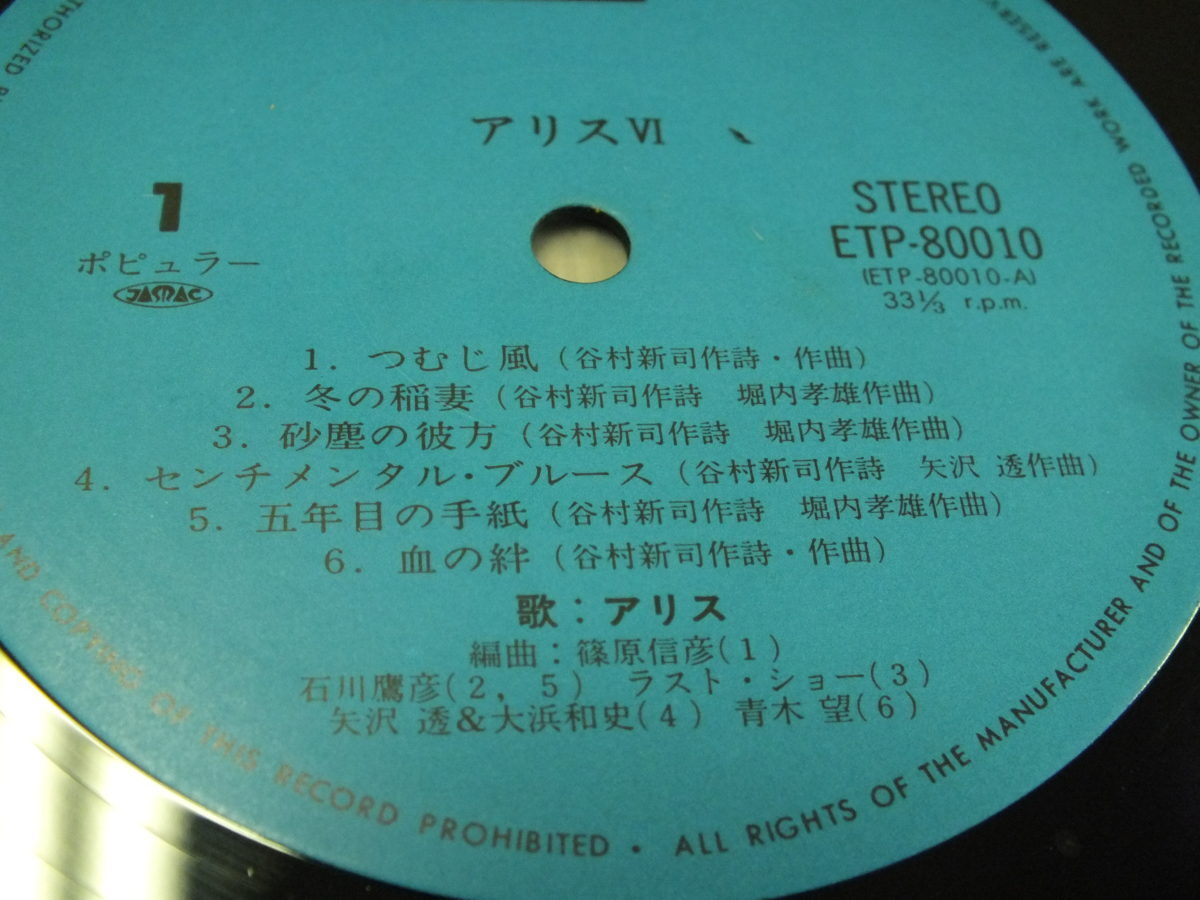 アリスⅥ
1
ポピュラー
JASRAC
STEREO
ETP-80010
(ETP-80010-A)
33⅓ r.p.m.
1. つむじ風 (谷村新司作詩・作曲)
2. 冬の稲妻 (谷村新司作詩 堀内孝雄作曲)
3. 砂塵の彼方 (谷村新司作詩 堀内孝雄作曲)
4. センチメンタル・ブルース (谷村新司作詩 矢沢 透作曲)
5. 五年目の手紙 (谷村新司作詩 堀内孝雄作曲)
6. 血の絆 (谷村新司作詩・作曲)
歌：アリス
編曲：篠原信彦(1)
石川鷹彦(2, 5) ラスト・ショー(3)
矢沢 透&大浜和史(4) 青木 望(6)
AND COPYING OF THIS RECORD PROHIBITED • ALL RIGHTS OF THE MANUFACTURER AND OF THE OWNER OF THE RECORDED WORK ARE RESERV